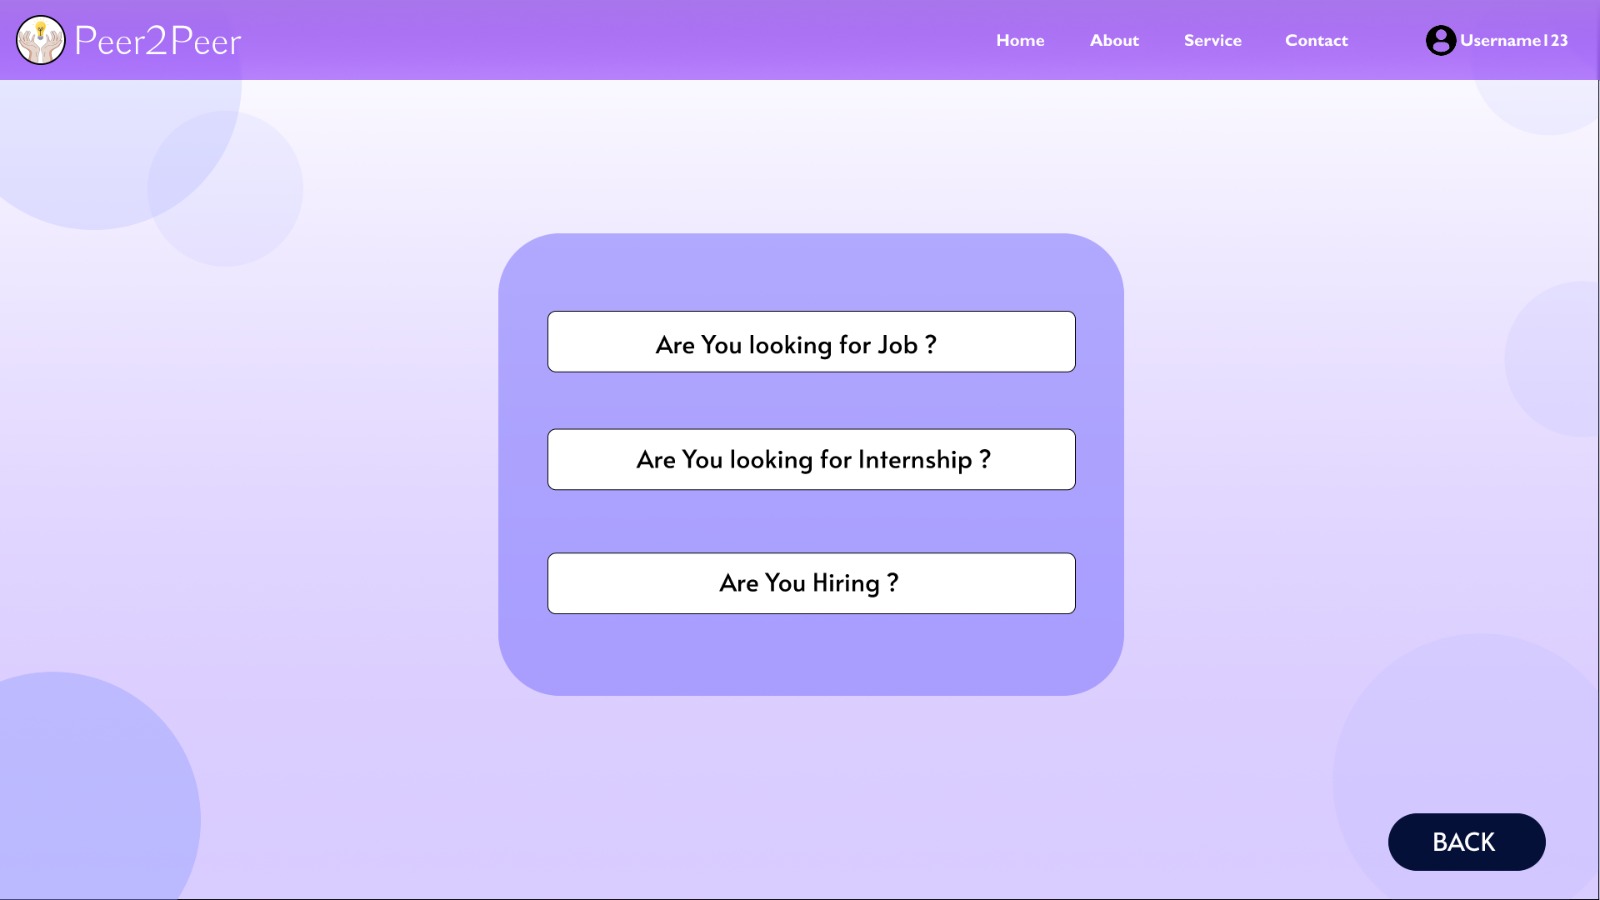 Peer2Peer
Home About Service Contact Username123
Are You looking for Job ?
Are You looking for Internship ?
Are You Hiring ?
BACK